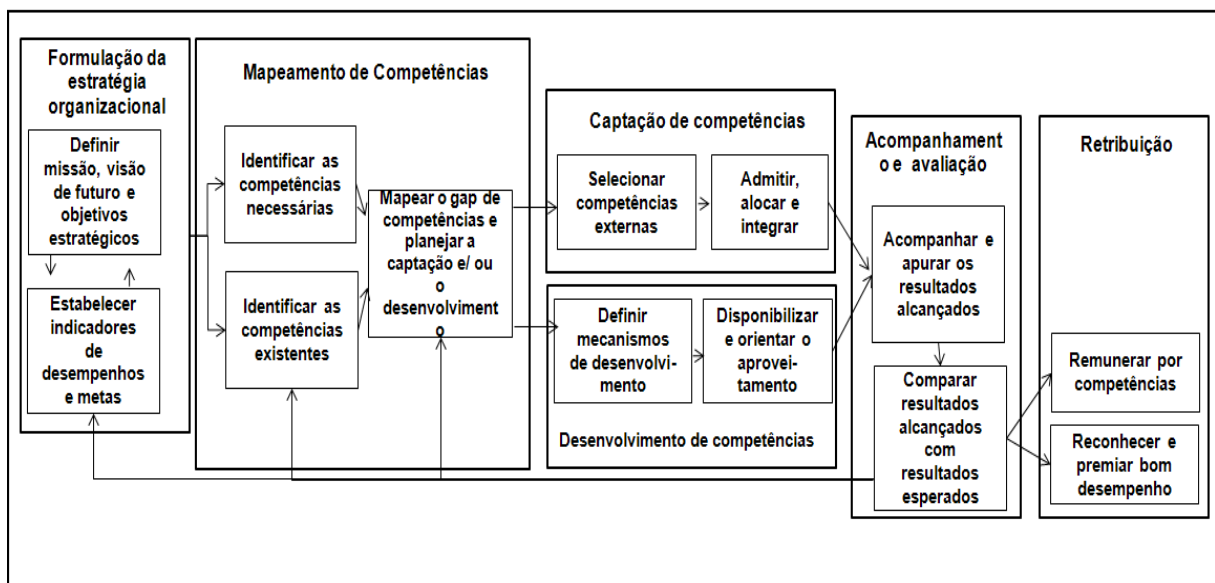 Formulação da
estratégia
organizacional
Definir
missão, visão
de futuro e
objetivos
estratégicos
Estabelecer
indicadores
de
desempenhos
e metas
Mapeamento de Competências
Identificar as
competências
necessárias
Identificar as
competências
existentes
Mapear o gap de
competências e
planejar a
captação e/ ou
o
desenvolviment
o
Captação de competências
Selecionar
competências
externas
Admitir,
alocar e
integrar
Definir
mecanismos
de desenvolvi-
mento
Disponibilizar
e orientar o
aprovei-
tamento
Desenvolvimento de competências
Acompanhament
o e avaliação
Acompanhar e
apurar os
resultados
alcançados
Comparar
resultados
alcançados
com
resultados
esperados
Retribuição
Remunerar por
competências
Reconhecer e
premiar bom
desempenho